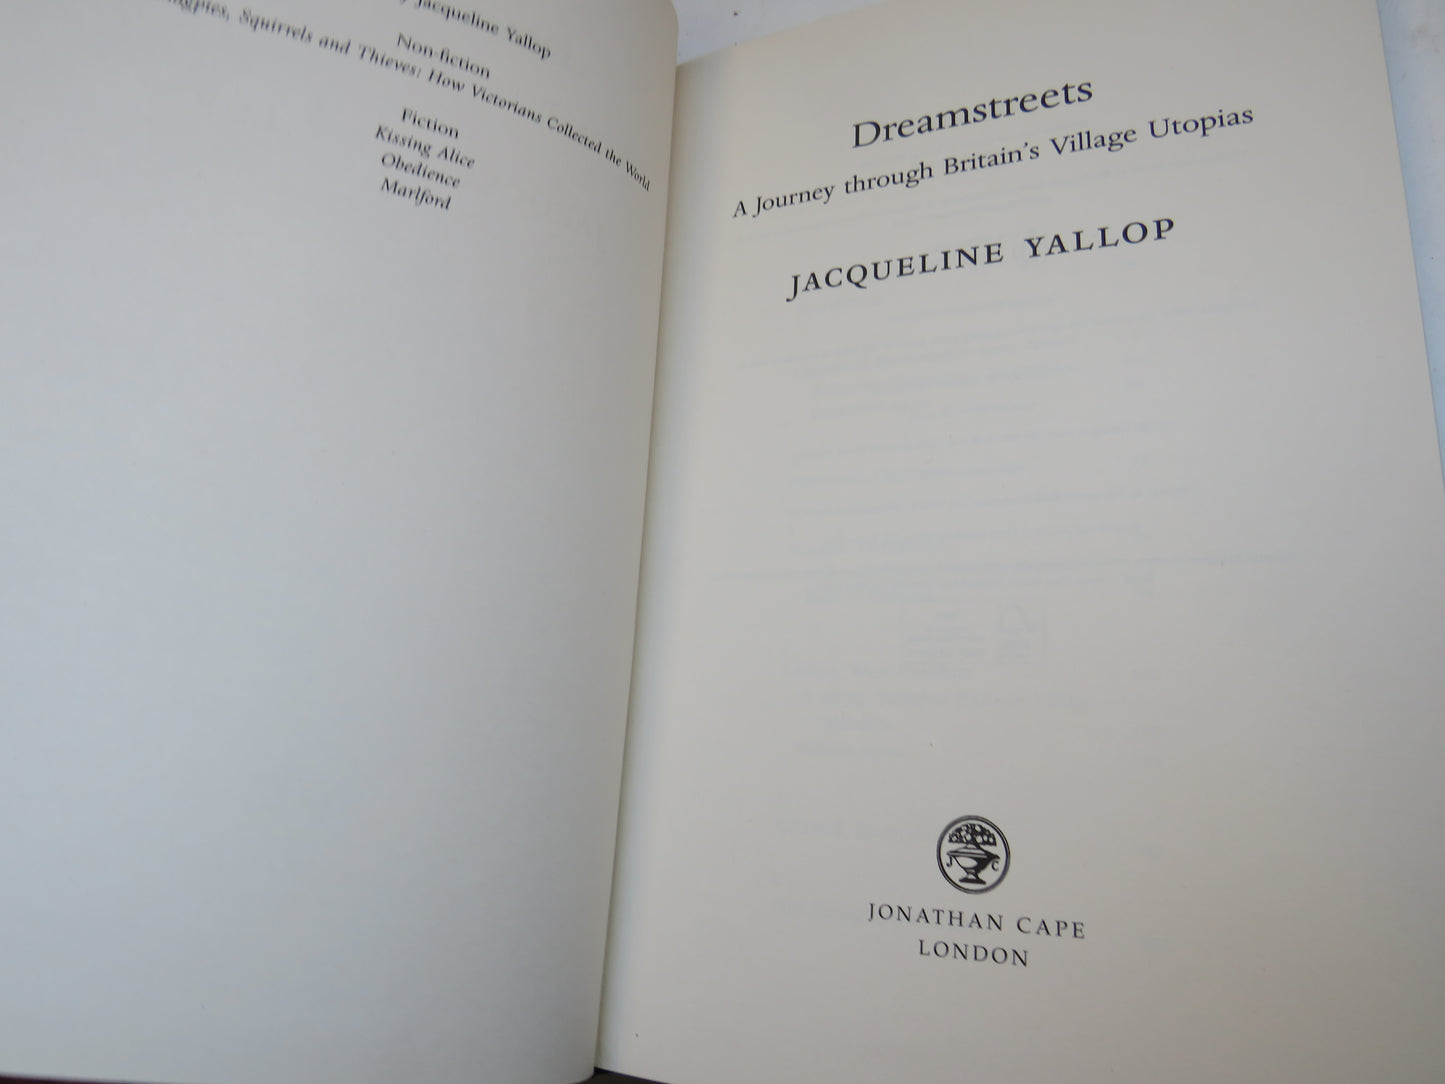 Jacqueline Yallop
Non-fiction
Squirrels and Thieves: How Victorians Collected the World
Fiction
Kissing Alice
Obedience
Marlford
Dreamstreets
A Journey through Britain's Village Utopias
JACQUELINE YALLOP
J C
JONATHAN CAPE
LONDON